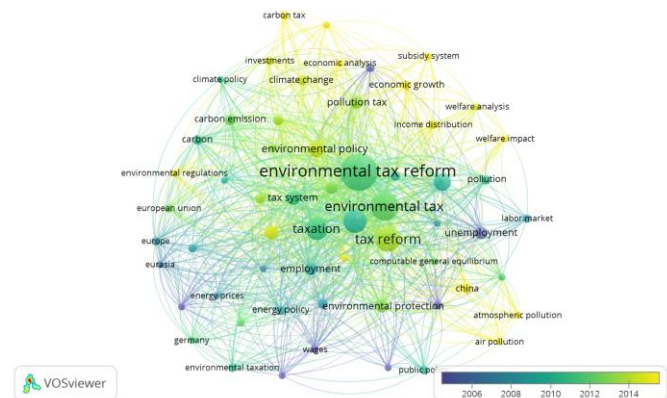 carbon tax
subsidy system
investments
economic analysis
climate policy
climate change
economic growth
pollution tax
welfare analysis
carbon emission
income distribution
carbon
environmental policy
welfare impact
environmental regulations
environmental tax reform
pollution
tax system
european union
environmental tax
labor market
taxation
unemployment
europe
tax reform
eurasia
employment
computable general equilibrium
china
energy prices
energy policy
environmental protection
atmospheric pollution
germany
wages
air pollution
environmental taxation
public pol
VOSviewer
2006 2008 2010 2012 2014